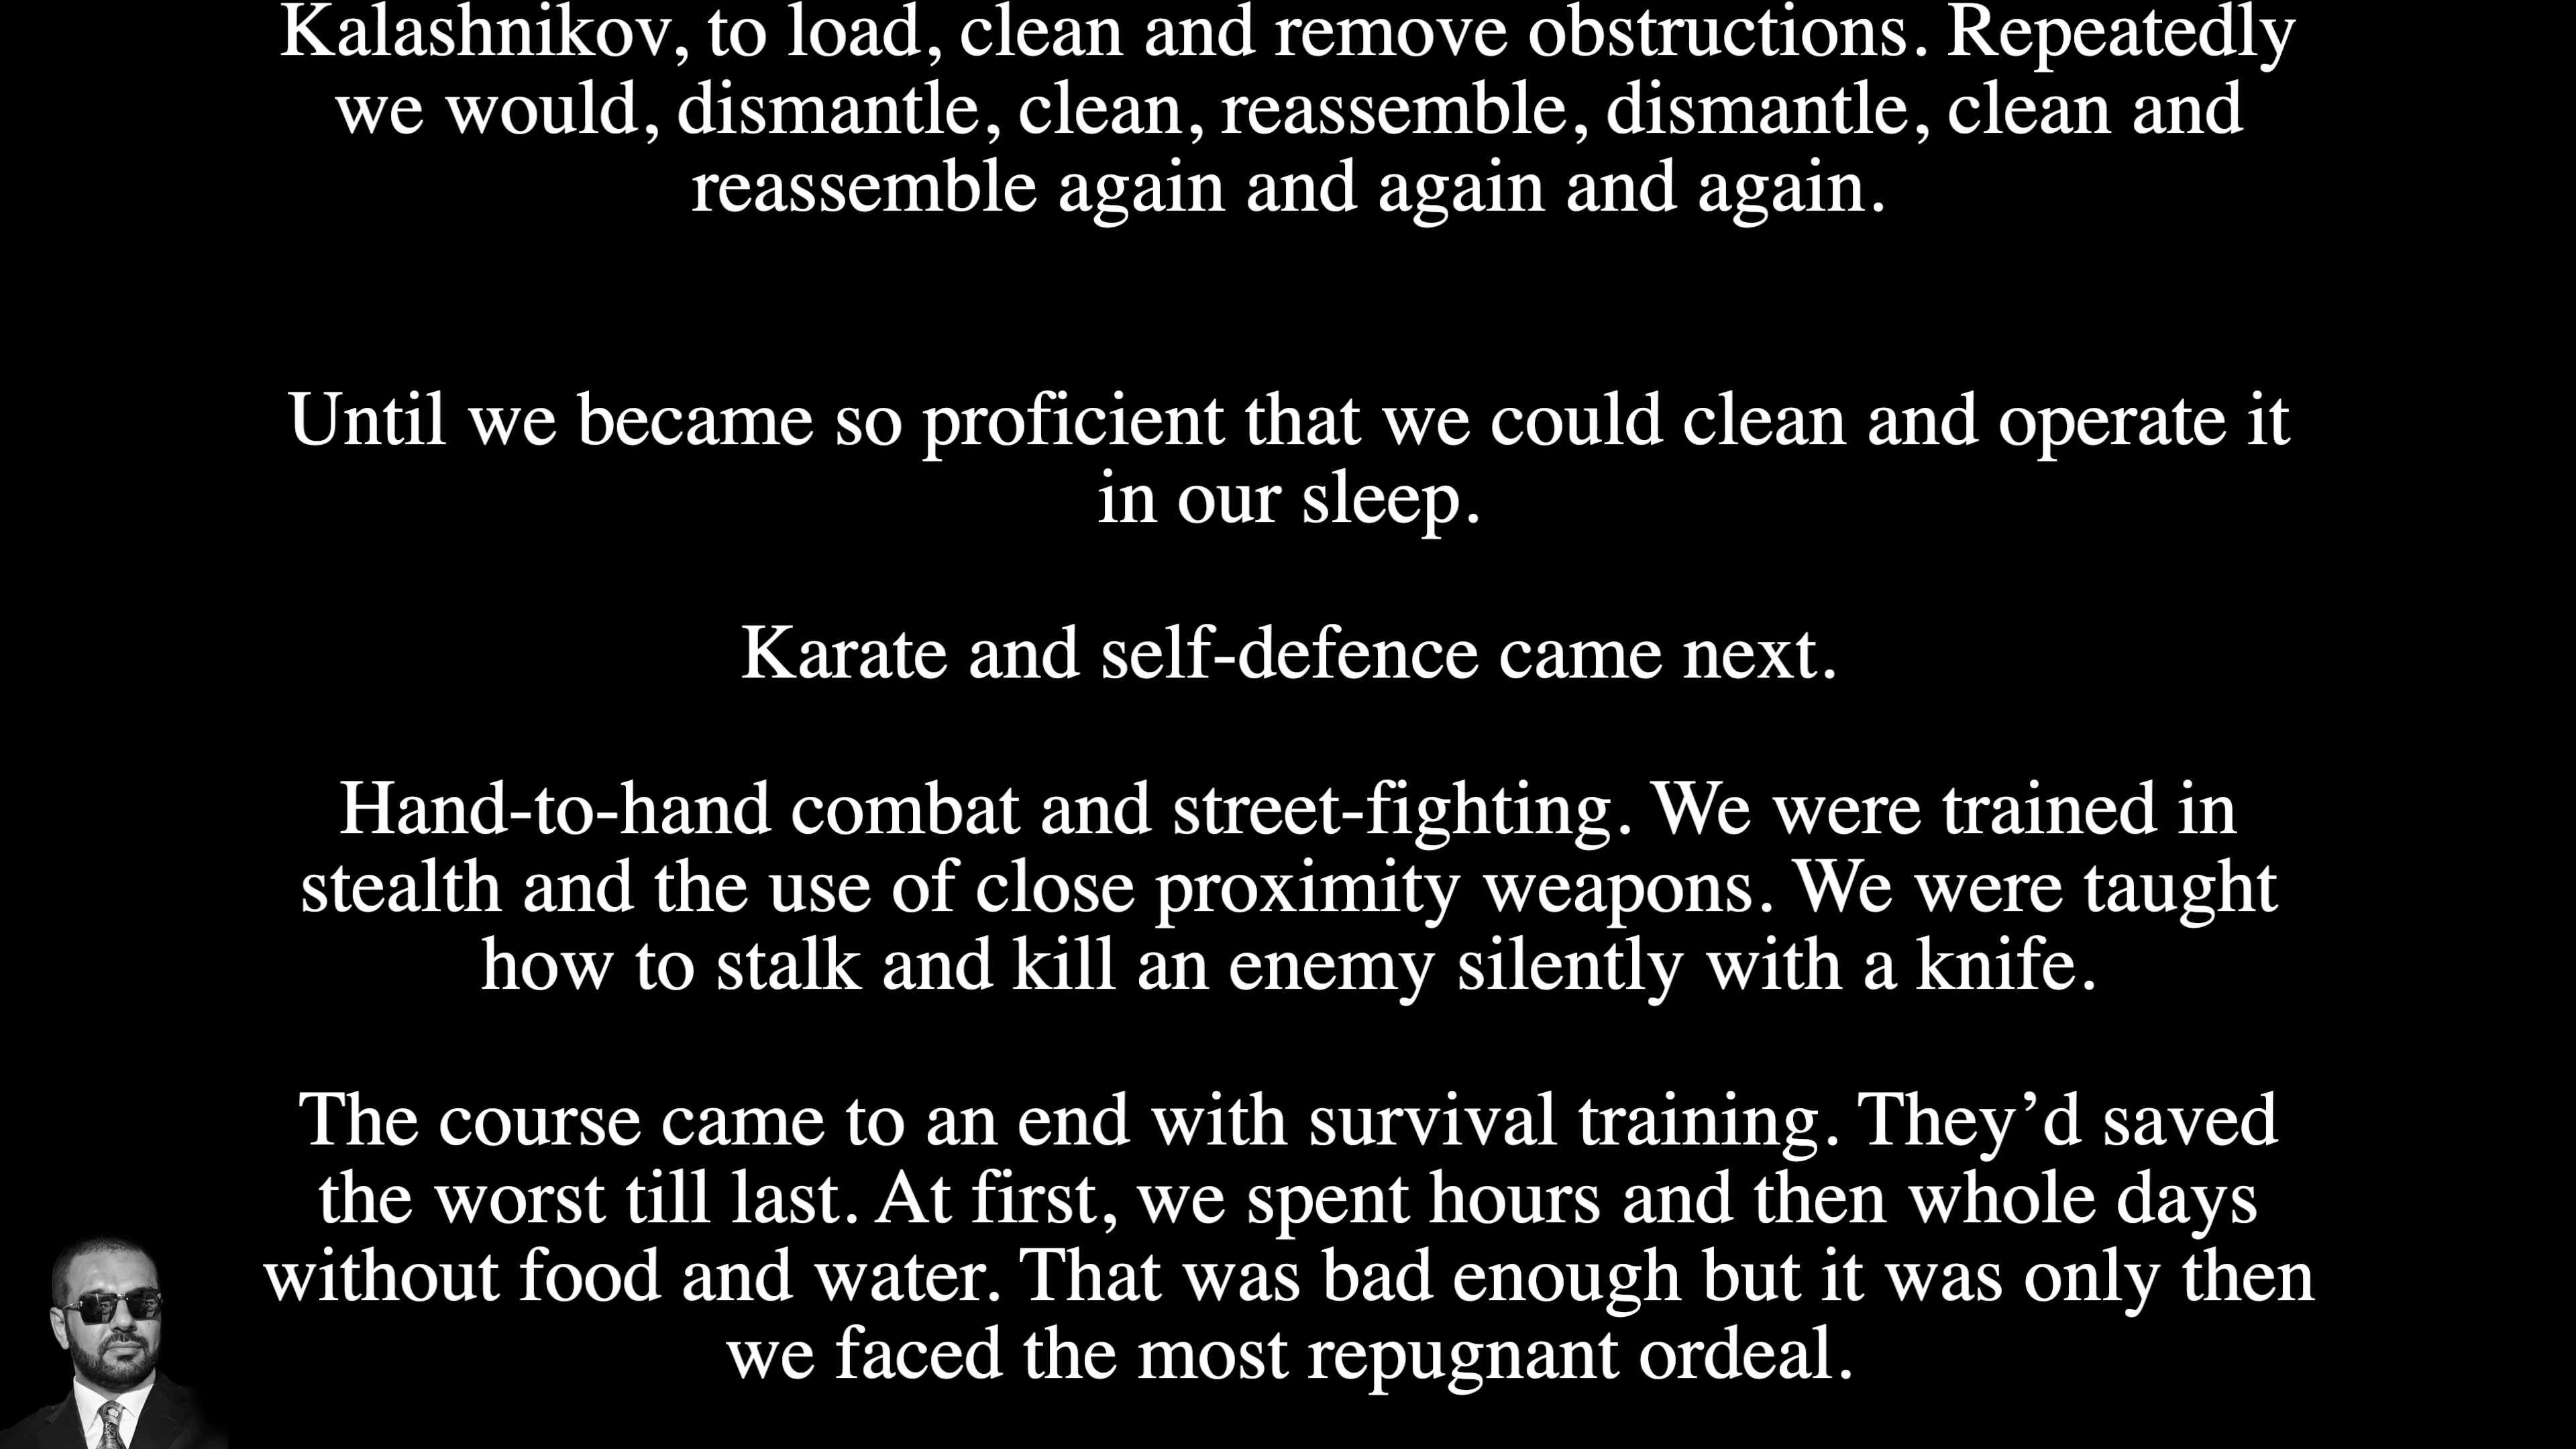 Kalashnikov, to load, clean and remove obstructions. Repeatedly
we would, dismantle, clean, reassemble, dismantle, clean and
reassemble again and again and again.
Until we became so proficient that we could clean and operate it
in our sleep.
Karate and self-defence came next.
Hand-to-hand combat and street-fighting. We were trained in
stealth and the use of close proximity weapons. We were taught
how to stalk and kill an enemy silently with a knife.
The course came to an end with survival training. They’d saved
the worst till last. At first, we spent hours and then whole days
without food and water. That was bad enough but it was only then
we faced the most repugnant ordeal.